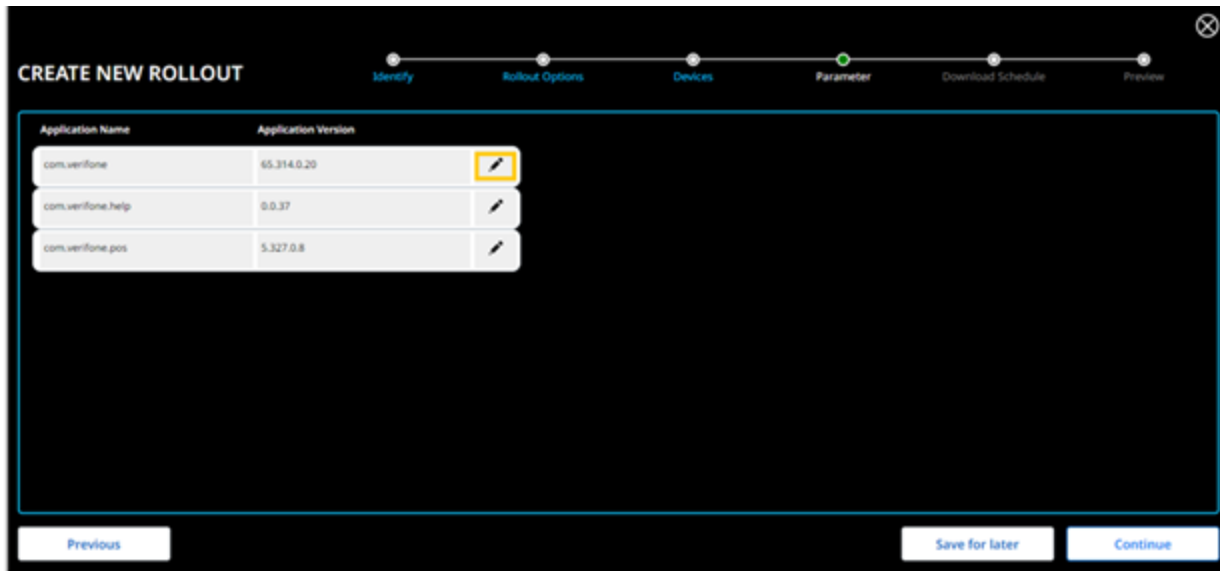 CREATE NEW ROLLOUT
Identify
Rollout Options
Devices
Parameter
Download Schedule
Preview
Application Name Application Version
com.verifone 65.314.0.20
com.verifone.help 0.0.37
com.verifone.pos 5.327.0.8
Previous
Save for later
Continue